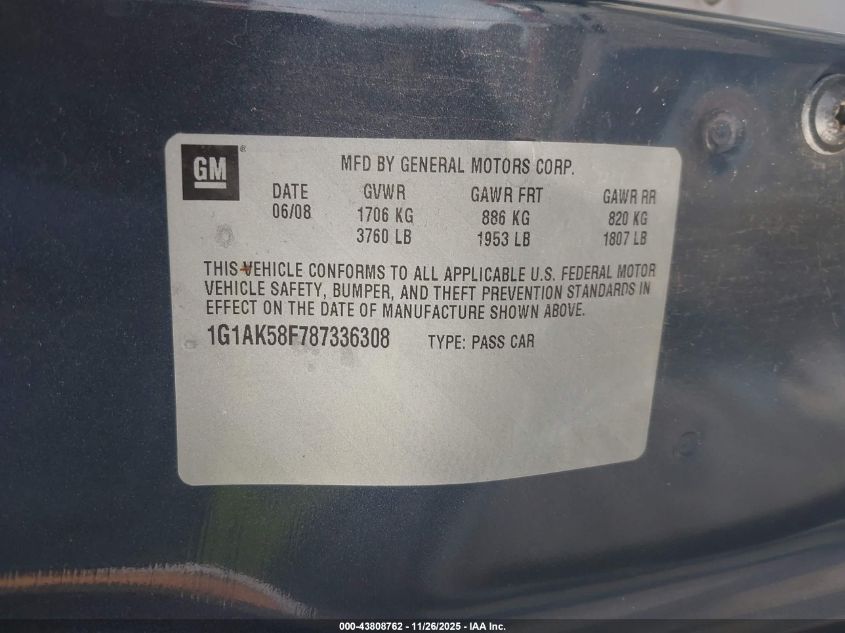 GM ®
MFD BY GENERAL MOTORS CORP.
DATE GVWR GAWR FRT GAWR RR
06/08 1706 KG 886 KG 820 KG
3760 LB 1953 LB 1807 LB
THIS VEHICLE CONFORMS TO ALL APPLICABLE U.S. FEDERAL MOTOR
VEHICLE SAFETY, BUMPER, AND THEFT PREVENTION STANDARDS IN
EFFECT ON THE DATE OF MANUFACTURE SHOWN ABOVE.
1G1AK58F787336308 TYPE: PASS CAR
000-43808762 - 11/26/2025 - IAA Inc.